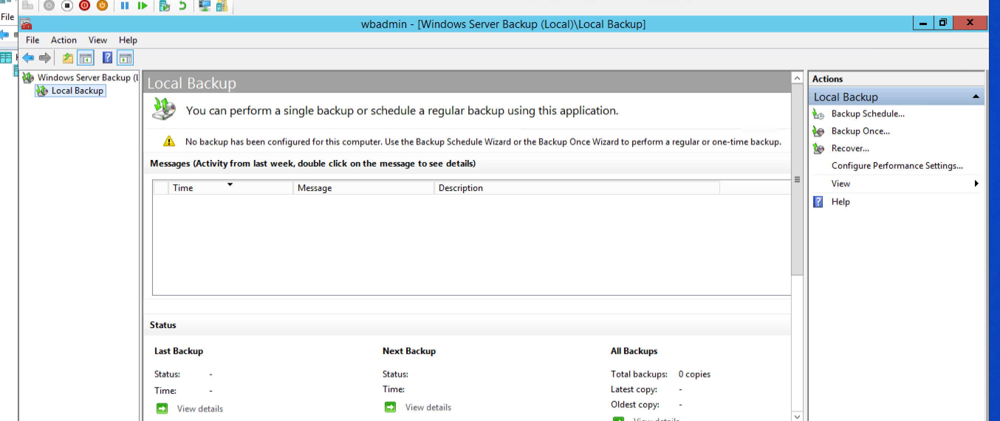 File
wbadmin - [Windows Server Backup (Local)\Local Backup]
File Action View Help
H
Windows Server Backup (l
Local Backup
Local Backup
You can perform a single backup or schedule a regular backup using this application.
No backup has been configured for this computer. Use the Backup Schedule Wizard or the Backup Once Wizard to perform a regular or one-time backup.
Messages (Activity from last week, double click on the message to see details)
Time Message Description
Status
Last Backup
Status: -
Time: -
View details
Next Backup
Status:
Time:
View details
All Backups
Total backups: 0 copies
Latest copy: -
Oldest copy: -
View details
Actions
Local Backup
Backup Schedule...
Backup Once...
Recover...
Configure Performance Settings...
View
Help